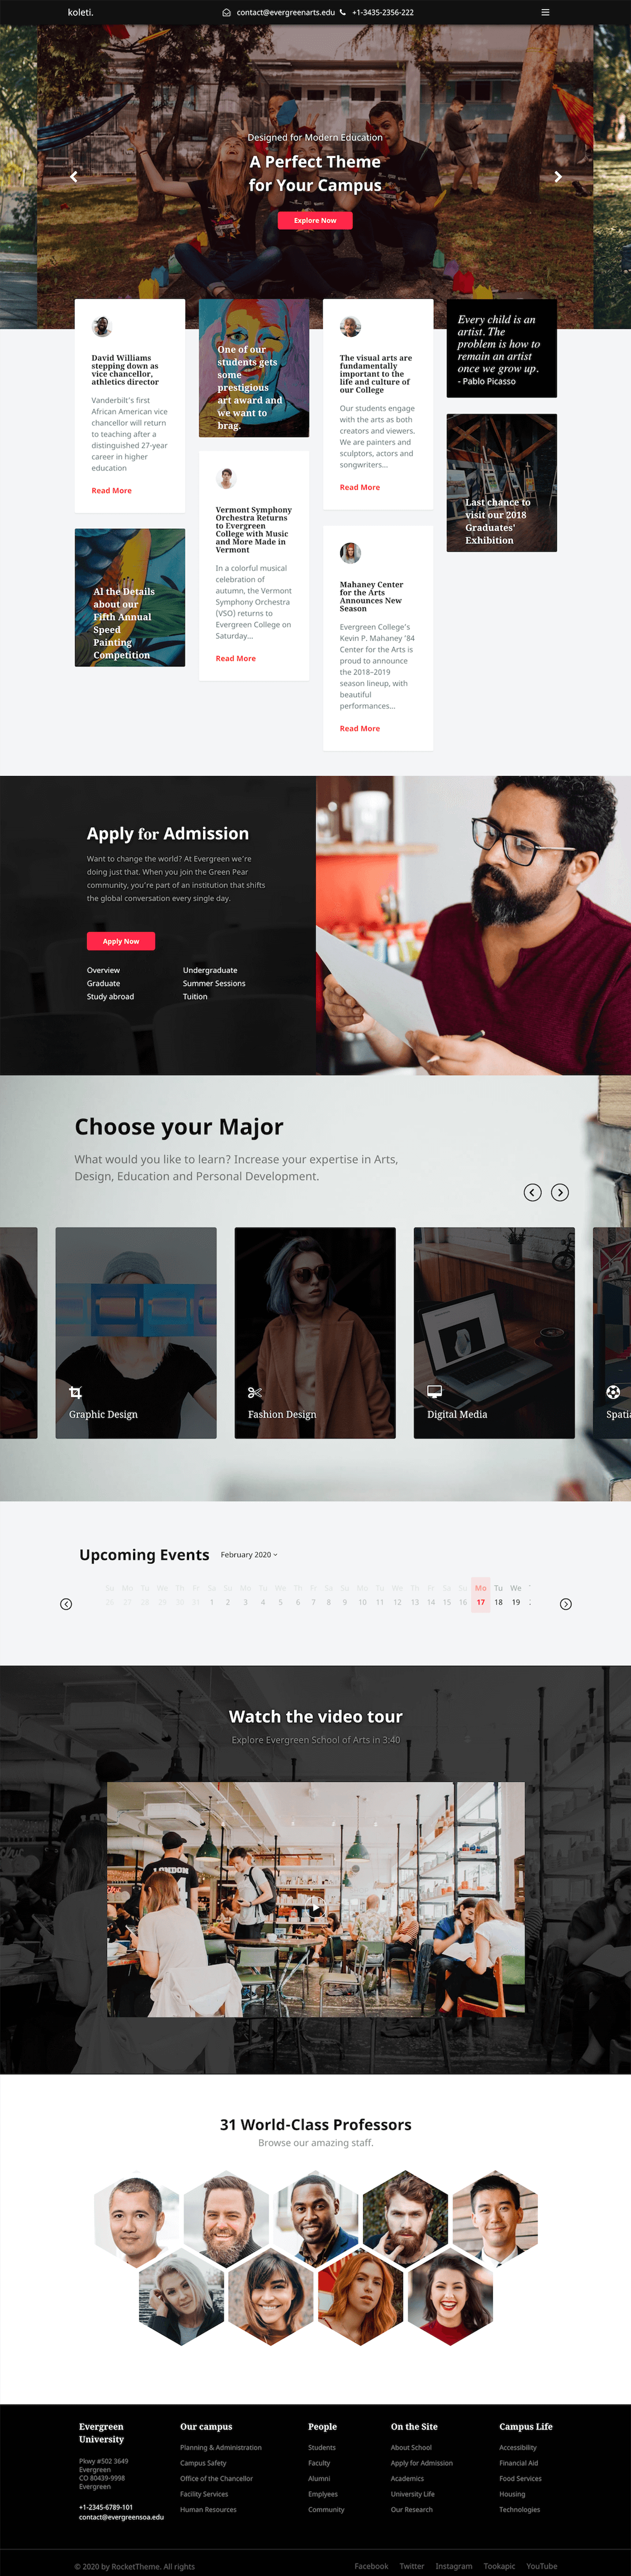 koleti.
contact@evergreenarts.edu
+1-3435-2356-222
Designed for Modern Education
A Perfect Theme
for Your Campus
Explore Now
David Williams
stepping down as
vice chancellor,
athletics director
Vanderbilt's first
African American vice
chancellor will return
to teaching after a
distinguished 27-year
career in higher
education
Read More
Al the Details
about our
Fifth Annual
Speed
Painting
Competition
One of our
students gets
some
prestigious
art award and
we want to
brag.
Vermont Symphony
Orchestra Returns
to Evergreen
College with Music
and More Made in
Vermont
In a colorful musical
celebration of
autumn, the Vermont
Symphony Orchestra
(VSO) returns to
Evergreen College on
Saturday...
Read More
The visual arts are
fundamentally
important to the
life and culture of
our College
Our students engage
with the arts as both
creators and viewers.
We are painters and
sculptors, actors and
songwriters...
Read More
Mahaney Center
for the Arts
Announces New
Season
Evergreen College's
Kevin P. Mahaney '84
Center for the Arts is
proud to announce
the 2018–2019
season lineup, with
beautiful
performances...
Read More
Every child is an
artist. The
problem is how to
remain an artist
once we grow up.
- Pablo Picasso
Last chance to
visit our 2018
Graduates'
Exhibition
Apply for Admission
Want to change the world? At Evergreen we're
doing just that. When you join the Green Pear
community, you're part of an institution that shifts
the global conversation every single day.
Apply Now
Overview Undergraduate
Graduate Summer Sessions
Study abroad Tuition
Choose your Major
What would you like to learn? Increase your expertise in Arts,
Design, Education and Personal Development.
Graphic Design
Fashion Design
Digital Media
Spatia
Upcoming Events February 2020
Su Mo Tu We Th Fr Sa Su Mo Tu We Th Fr Sa Su Mo Tu We Th Fr Sa Su Mo Tu We
26 27 28 29 30 31 1 2 3 4 5 6 7 8 9 10 11 12 13 14 15 16 17 18 19
Watch the video tour
Explore Evergreen School of Arts in 3:40
LONDON
31 World-Class Professors
Browse our amazing staff.
Evergreen
University
Pkwy #502 3649
Evergreen
CO 80439-9998
Evergreen
+1-2345-6789-101
contact@evergreensoa.edu
Our campus
Planning & Administration
Campus Safety
Office of the Chancellor
Facility Services
Human Resources
People
Students
Faculty
Alumni
Emplyees
Community
On the Site
About School
Apply for Admission
Academics
University Life
Our Research
Campus Life
Accessibility
Financial Aid
Food Services
Housing
Technologies
© 2020 by RocketTheme. All rights
Facebook Twitter Instagram Tookapic YouTube